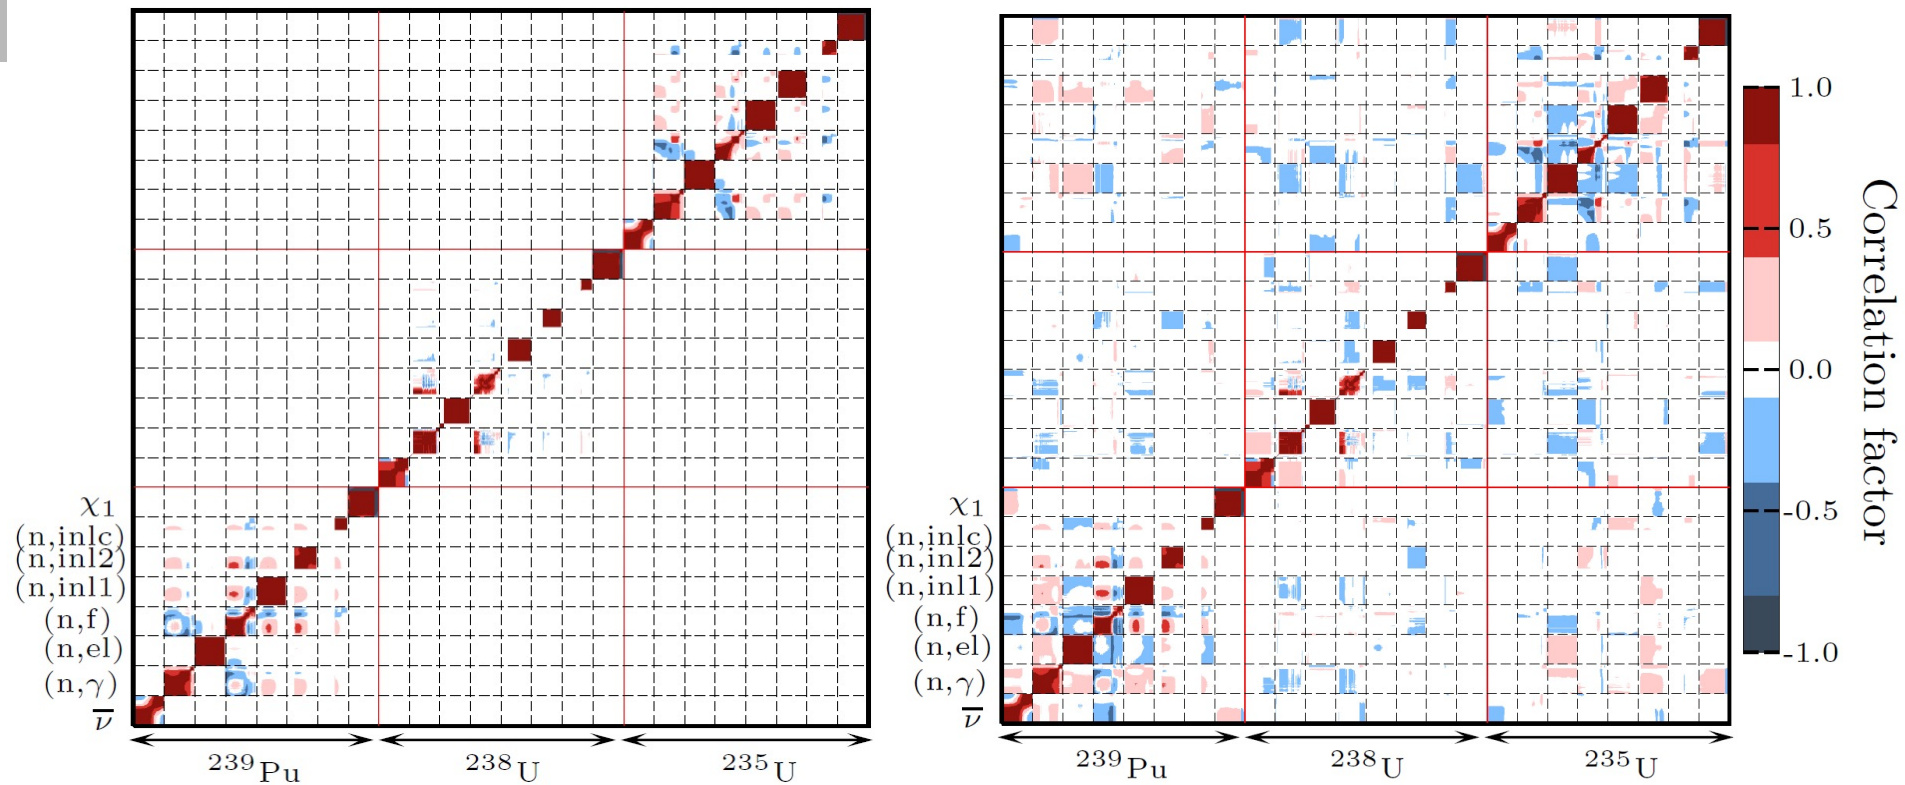 χ₁
(n,inlc)
(n,inl2)
(n,inl1)
(n,f)
(n,el)
(n,γ)
ν̅
²³⁹Pu
²³⁸U
²³⁵U
χ₁
(n,inlc)
(n,inl2)
(n,inl1)
(n,f)
(n,el)
(n,γ)
ν̅
²³⁹Pu
²³⁸U
²³⁵U
1.0
0.5
0.0
-0.5
-1.0
Correlation factor